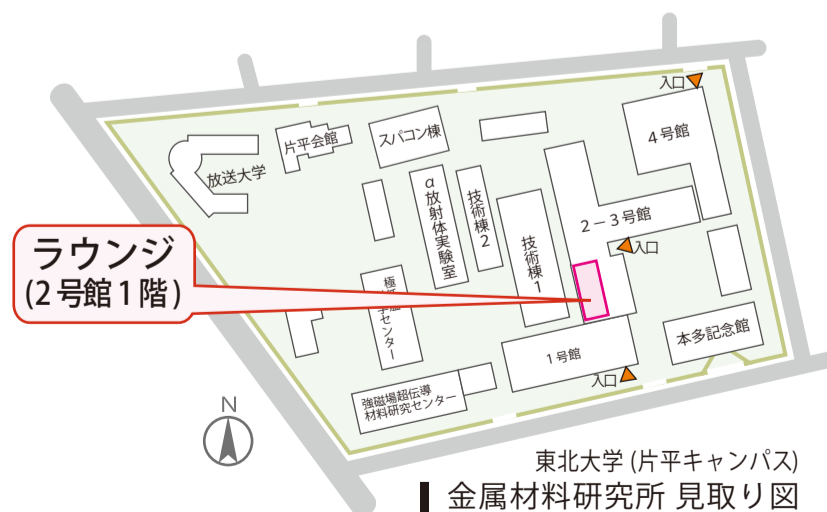 入口
4号館
スパコン棟
片平会館
放送大学
α放射体実験室
技術棟2
技術棟1
2−3号館
入口
ラウンジ
(2号館1階)
センター
1号館
本多記念館
入口
強磁場超伝導
材料研究センター
N
東北大学 (片平キャンパス)
金属材料研究所 見取り図